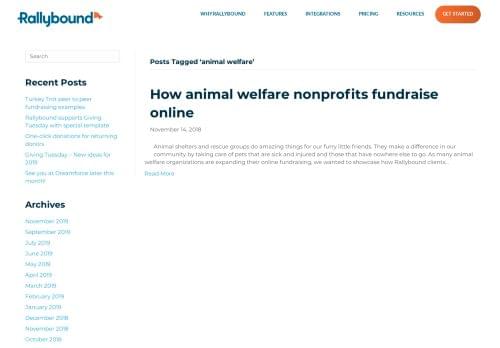 Rallybound
WHY RALLYBOUND
FEATURES
INTEGRATIONS
PRICING
RESOURCES
GET STARTED
Search
Recent Posts
Turkey Trot peer to peer
fundraising examples
Rallybound supports Giving
Tuesday with special template
One-click donations for returning
donors
Giving Tuesday – New ideas for
2019
See you at Dreamforce later this
month!
Archives
November 2019
September 2019
July 2019
June 2019
May 2019
April 2019
March 2019
February 2019
January 2019
December 2018
November 2018
October 2018
Posts Tagged 'animal welfare'
How animal welfare nonprofits fundraise
online
November 14, 2018
Animal shelters and rescue groups do amazing things for our furry little friends. They make a difference in our
community by taking care of pets that are sick and injured and those that have nowhere else to go. As many animal
welfare organizations are expanding their online fundraising, we wanted to showcase how Rallybound clients...
Read More